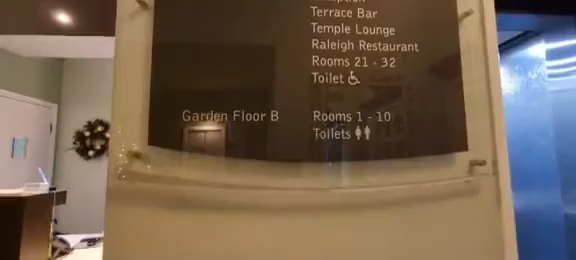 Terrace Bar
Temple Lounge
Raleigh Restaurant
Rooms 21 - 32
Toilet
Garden Floor B Rooms 1 - 10
Toilets